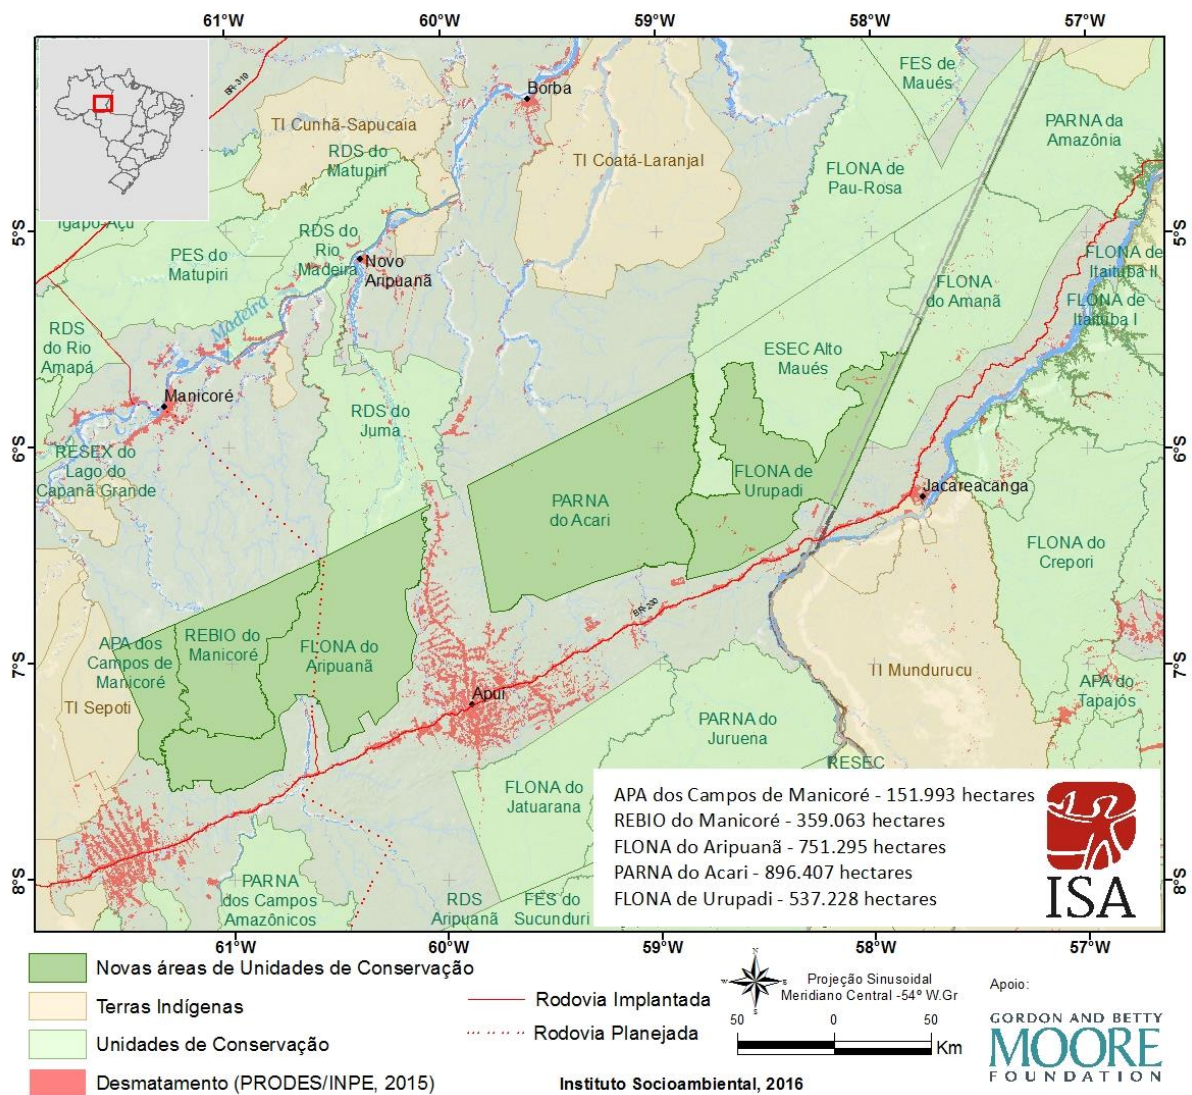 61°W
60°W
59°W
58°W
57°W
BR-319
Borba
FES de
Maués
TI Cunhã-Sapucaia
RDS do
Matupiri
TI Coatá-Laranjal
PARNA da
Amazônia
FLONA de
Pau-Rosa
5°S
Igapó-Açu
PES do
Matupiri
RDS do
Rio
Madeira
Novo
Aripuanã
5°S
FLONA de
Itaituba II
FLONA
do Amanã
FLONA de
Itaituba I
Madeira
RDS
do Rio
Amapá
ESEC Alto
Maués
Manicoré
RDS do
Juma
6°S
RESEX do
Lago do
Capanã Grande
6°S
FLONA de
Urupadi
PARNA
do Acari
Jacareacanga
FLONA do
Crepori
BR-230
APA dos
Campos de
Manicoré
REBIO do
Manicoré
FLONA do
Aripuanã
7°S
7°S
TI Sepoti
TI Mundurucu
APA do
Tapajós
Apuí
PARNA do
Juruena
RESEC
FLONA do
Jatuarana
APA dos Campos de Manicoré - 151.993 hectares
REBIO do Manicoré - 359.063 hectares
FLONA do Aripuanã - 751.295 hectares
PARNA do Acari - 896.407 hectares
FLONA de Urupadi - 537.228 hectares
ISA
8°S
8°S
PARNA
dos Campos
Amazônicos
RDS
Aripuanã
FES do
Sucunduri
61°W
60°W
59°W
58°W
57°W
Novas áreas de Unidades de Conservação
Terras Indígenas
Unidades de Conservação
Desmatamento (PRODES/INPE, 2015)
Rodovia Implantada
Rodovia Planejada
N
W
E
S
Projeção Sinusoidal
Meridiano Central -54º W.Gr
50
0
50
Km
Instituto Socioambiental, 2016
Apoio:
GORDON AND BETTY
MOORE
FOUNDATION